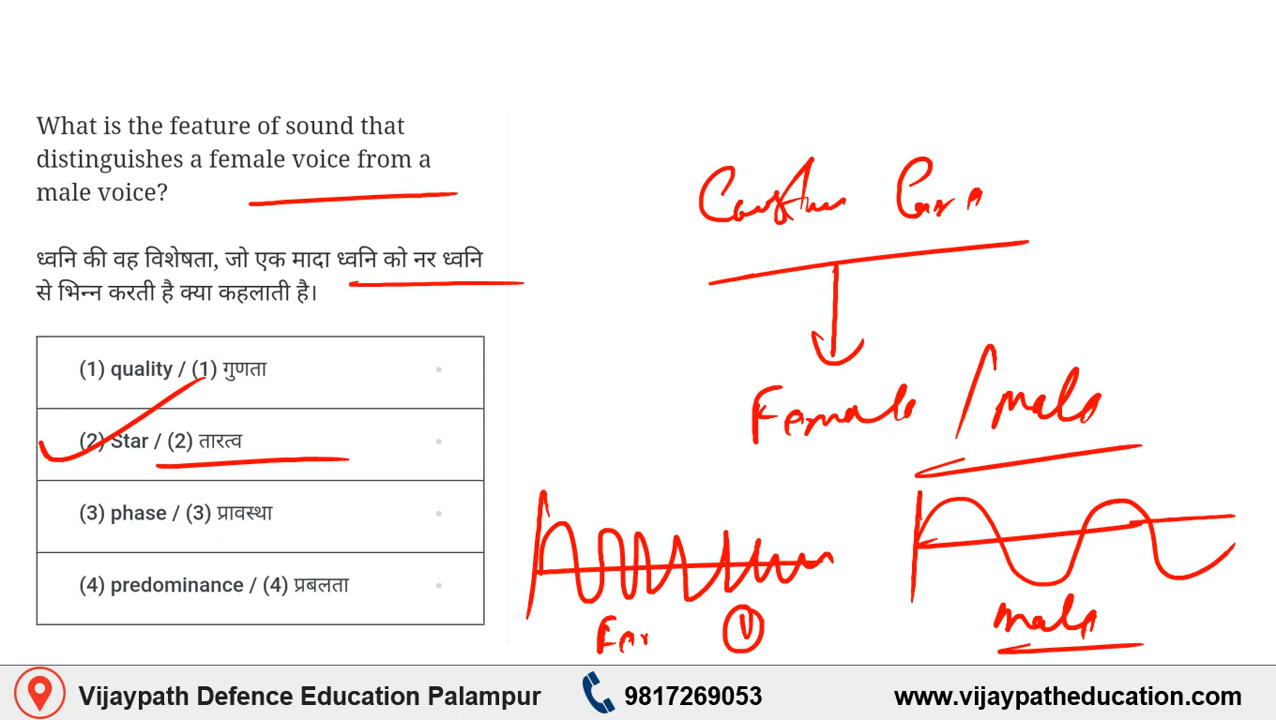 What is the feature of sound that
distinguishes a female voice from a
male voice?
ध्वनि की वह विशेषता, जो एक मादा ध्वनि को नर ध्वनि
से भिन्न करती है क्या कहलाती है।
(1) quality / (1) गुणता
(2) Star / (2) तारत्व
(3) phase / (3) प्रावस्था
(4) predominance / (4) प्रबलता
Female / male
male
Vijaypath Defence Education Palampur
9817269053
www.vijaypatheducation.com